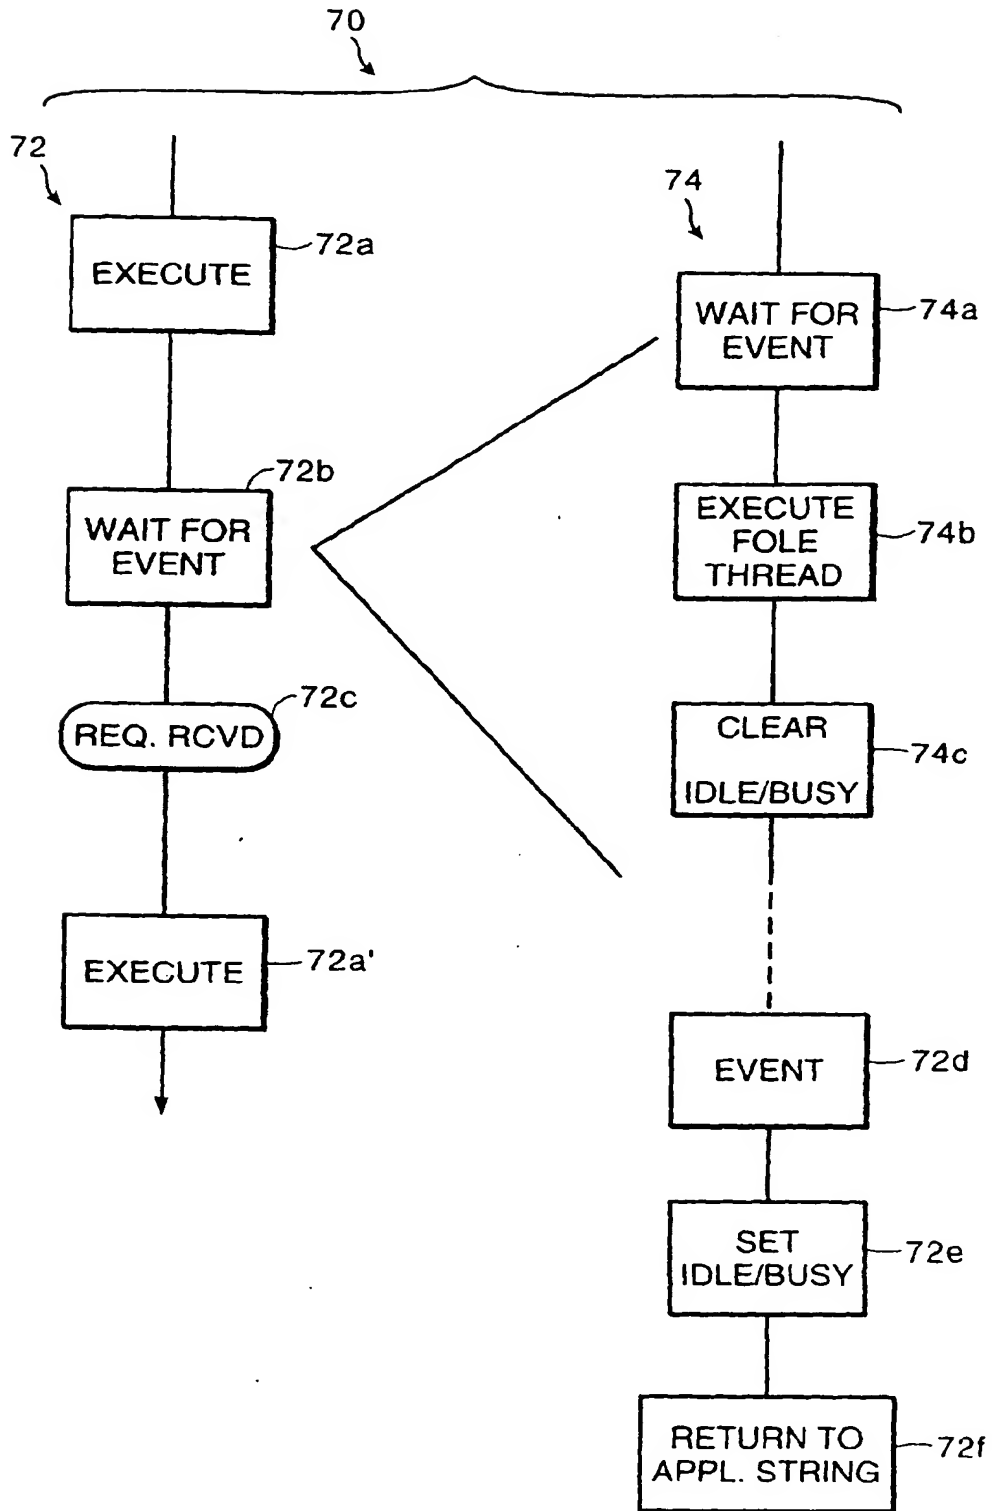 70
72
EXECUTE
72a
WAIT FOR
EVENT
72b
REQ. RCVD
72c
EXECUTE
72a'
74
WAIT FOR
EVENT
74a
EXECUTE
FOLE
THREAD
74b
CLEAR
IDLE/BUSY
74c
EVENT
72d
SET
IDLE/BUSY
72e
RETURN TO
APPL. STRING
72f